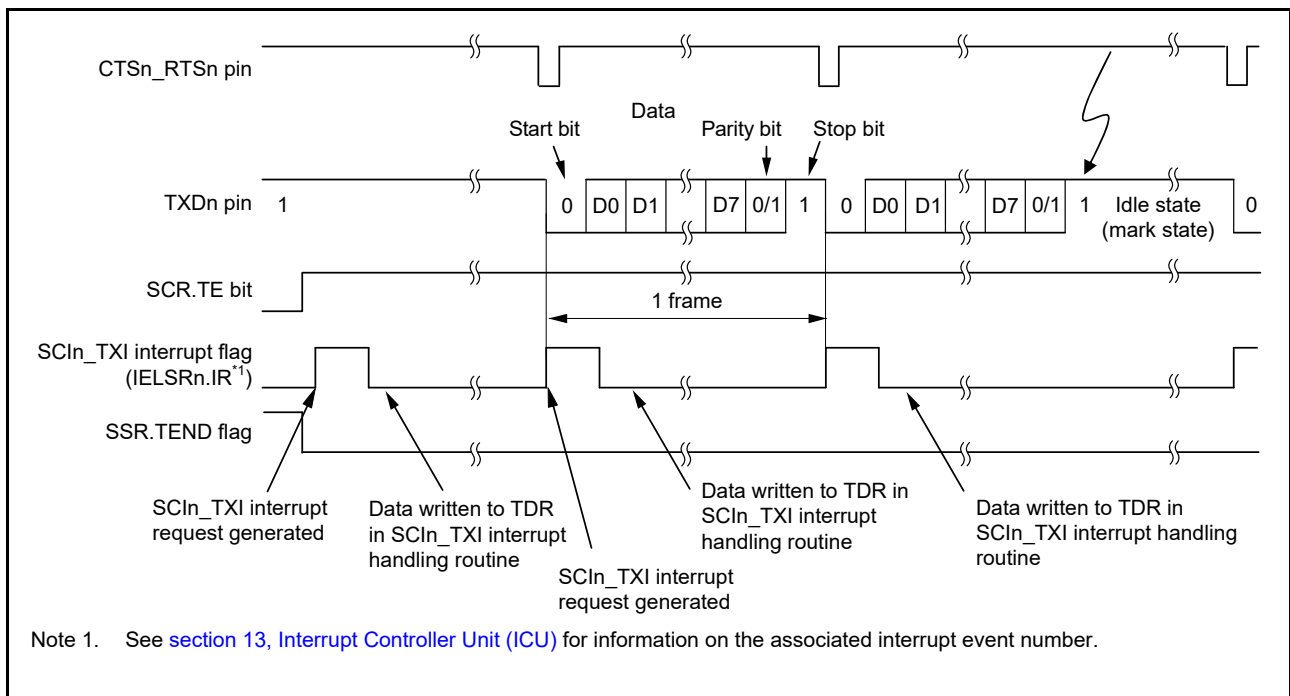 CTSn_RTSn pin
Data
Start bit
Parity bit
Stop bit
TXDn pin
1
0
D0
D1
D7
0/1
1
0
D0
D1
D7
0/1
1
Idle state
(mark state)
0
SCR.TE bit
1 frame
SCIn_TXI interrupt flag
(IELSRn.IR*1)
SSR.TEND flag
SCIn_TXI interrupt
request generated
Data written to TDR
in SCIn_TXI interrupt
handling routine
SCIn_TXI interrupt
request generated
Data written to TDR in
SCIn_TXI interrupt
handling routine
Data written to TDR in
SCIn_TXI interrupt handling
routine
Note 1. See section 13, Interrupt Controller Unit (ICU) for information on the associated interrupt event number.